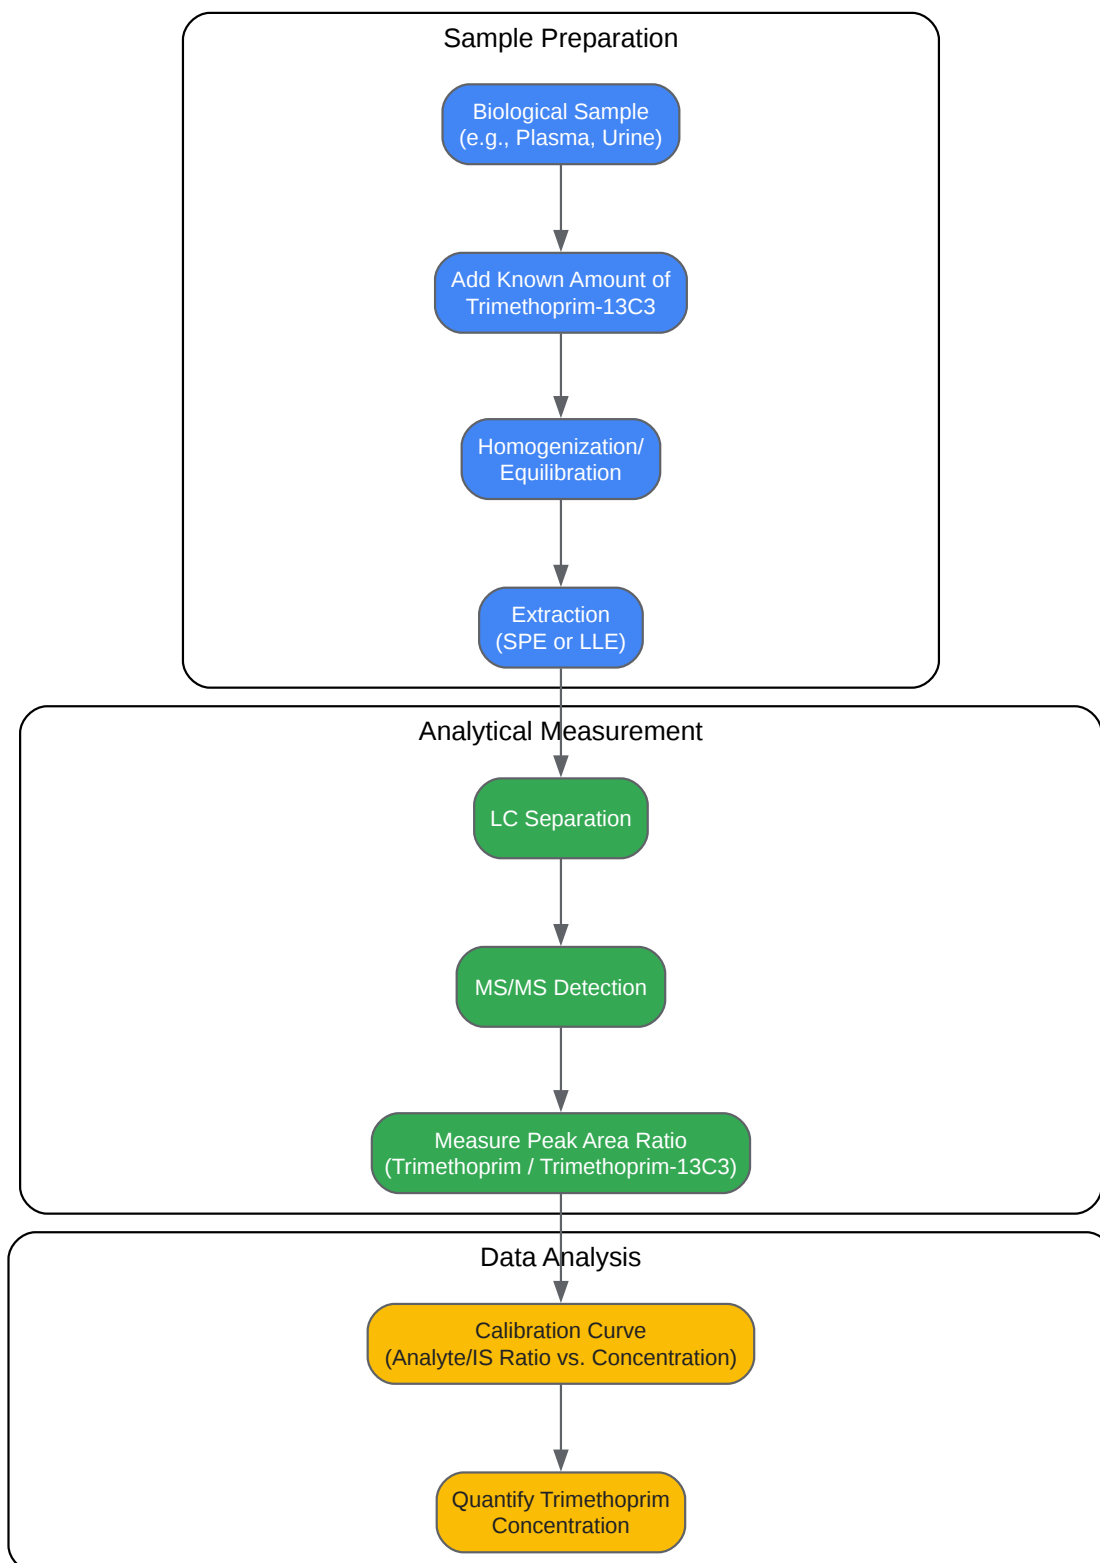 Sample Preparation
Biological Sample
(e.g., Plasma, Urine)
Add Known Amount of
Trimethoprim-13C3
Homogenization/
Equilibration
Extraction
(SPE or LLE)
Analytical Measurement
LC Separation
MS/MS Detection
Measure Peak Area Ratio
(Trimethoprim / Trimethoprim-13C3)
Data Analysis
Calibration Curve
(Analyte/IS Ratio vs. Concentration)
Quantify Trimethoprim
Concentration